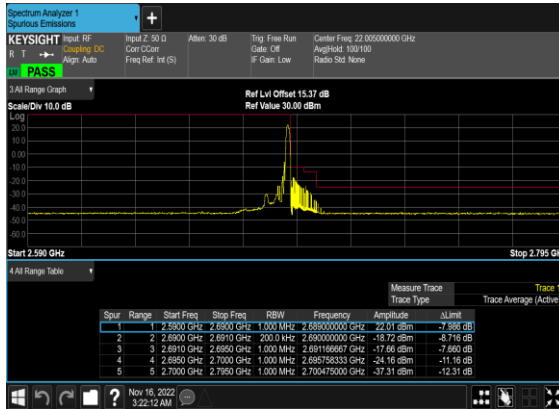 Spectrum Analyzer 1
Spurious Emissions
KEYSIGHT Input: RF Input Z: 50 Ω Atten: 30 dB Trig: Free Run Center Freq: 22.005000000 GHz
R T Coupling: DC Corr CCorr Gate: Off Avg|Hold: 100/100
Align: Auto Freq Ref: Int (S) IF Gain: Low Radio Std: None
LXI PASS
3 All Range Graph
Ref Lvl Offset 15.37 dB
Scale/Div 10.0 dB Ref Value 30.00 dBm
Log
20.0
10.0
0.00
-10.0
-20.0
-30.0
-40.0
-50.0
-60.0
Start 2.590 GHz Stop 2.795 GH
4 All Range Table
Measure Trace Trace 1
Trace Type Trace Average (Active
Spur Range Start Freq Stop Freq RBW Frequency Amplitude ΔLimit
1 1 2.5900 GHz 2.6900 GHz 1.000 MHz 2.689000000 GHz 22.01 dBm -7.986 dB
2 2 2.6900 GHz 2.6910 GHz 200.0 kHz 2.690000000 GHz -18.72 dBm -8.716 dB
3 3 2.6910 GHz 2.6950 GHz 1.000 MHz 2.691166667 GHz -17.66 dBm -7.660 dB
4 4 2.6950 GHz 2.7000 GHz 1.000 MHz 2.695758333 GHz -24.16 dBm -11.16 dB
5 5 2.7000 GHz 2.7950 GHz 1.000 MHz 2.700475000 GHz -37.31 dBm -12.31 dB
Nov 16, 2022
3:22:12 AM